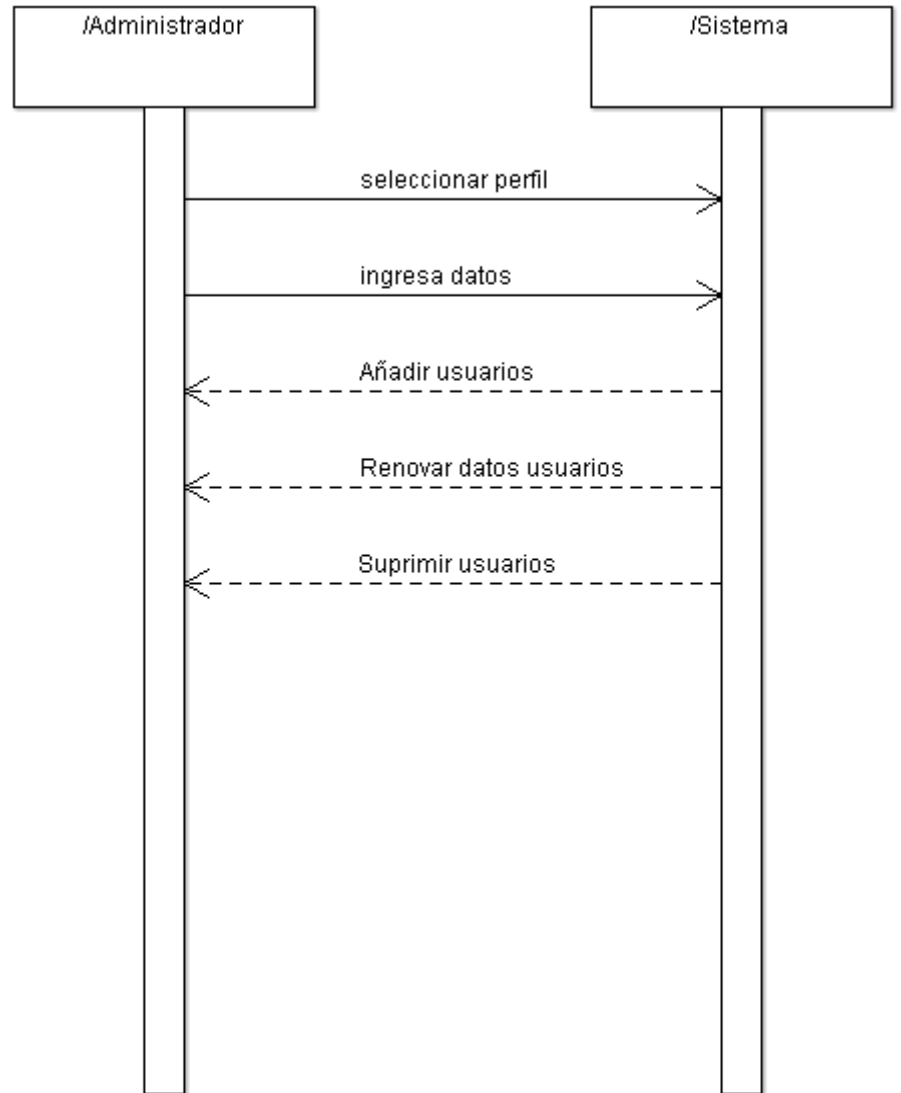 /Administrador
/Sistema
seleccionar perfil
ingresa datos
Añadir usuarios
Renovar datos usuarios
Suprimir usuarios